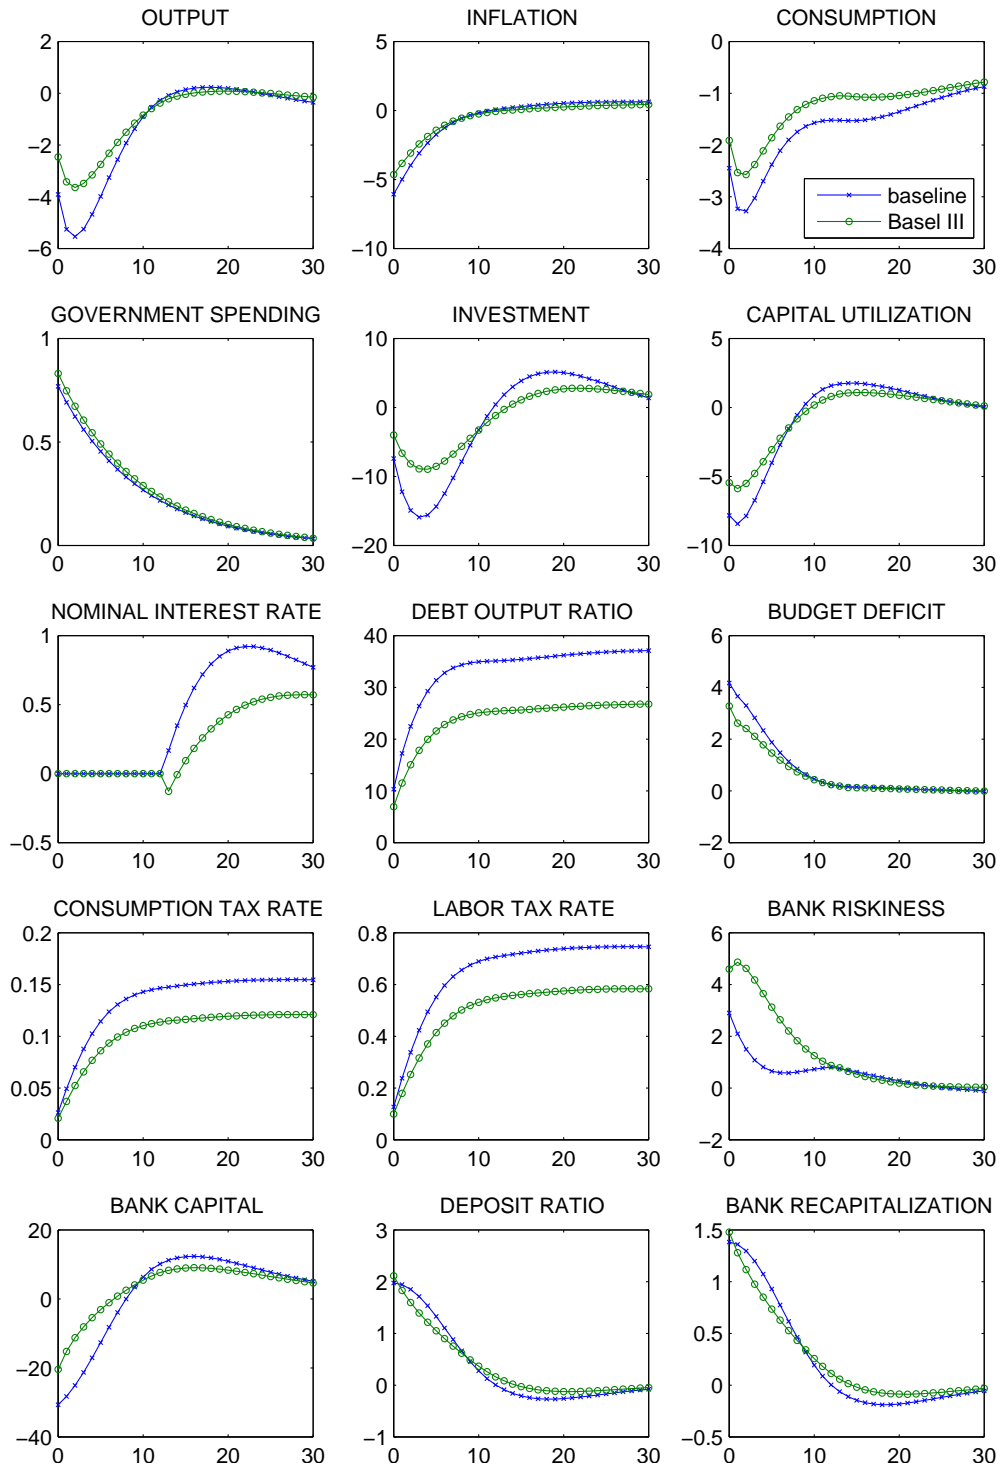 OUTPUT INFLATION CONSUMPTION
2 5 0
0 0 −1
−2 −2
−4 −5 −3
−6 −10 −4
baseline
Basel III
0 10 20 30 0 10 20 30 0 10 20 30
GOVERNMENT SPENDING INVESTMENT CAPITAL UTILIZATION
1 10 5
0 0
0.5 −10 −5
0 −20 −10
0 10 20 30 0 10 20 30 0 10 20 30
NOMINAL INTEREST RATE DEBT OUTPUT RATIO BUDGET DEFICIT
1 40 6
0.5 30 4
20 2
0 10 0
−0.5 0 −2
0 10 20 30 0 10 20 30 0 10 20 30
CONSUMPTION TAX RATE LABOR TAX RATE BANK RISKINESS
0.2 0.8 6
0.15 0.6 4
0.1 0.4 2
0.05 0.2 0
0 0 −2
0 10 20 30 0 10 20 30 0 10 20 30
BANK CAPITAL DEPOSIT RATIO BANK RECAPITALIZATION
20 3 1.5
0 2 1
1 0.5
−20 0 0
−40 −1 −0.5
0 10 20 30 0 10 20 30 0 10 20 30